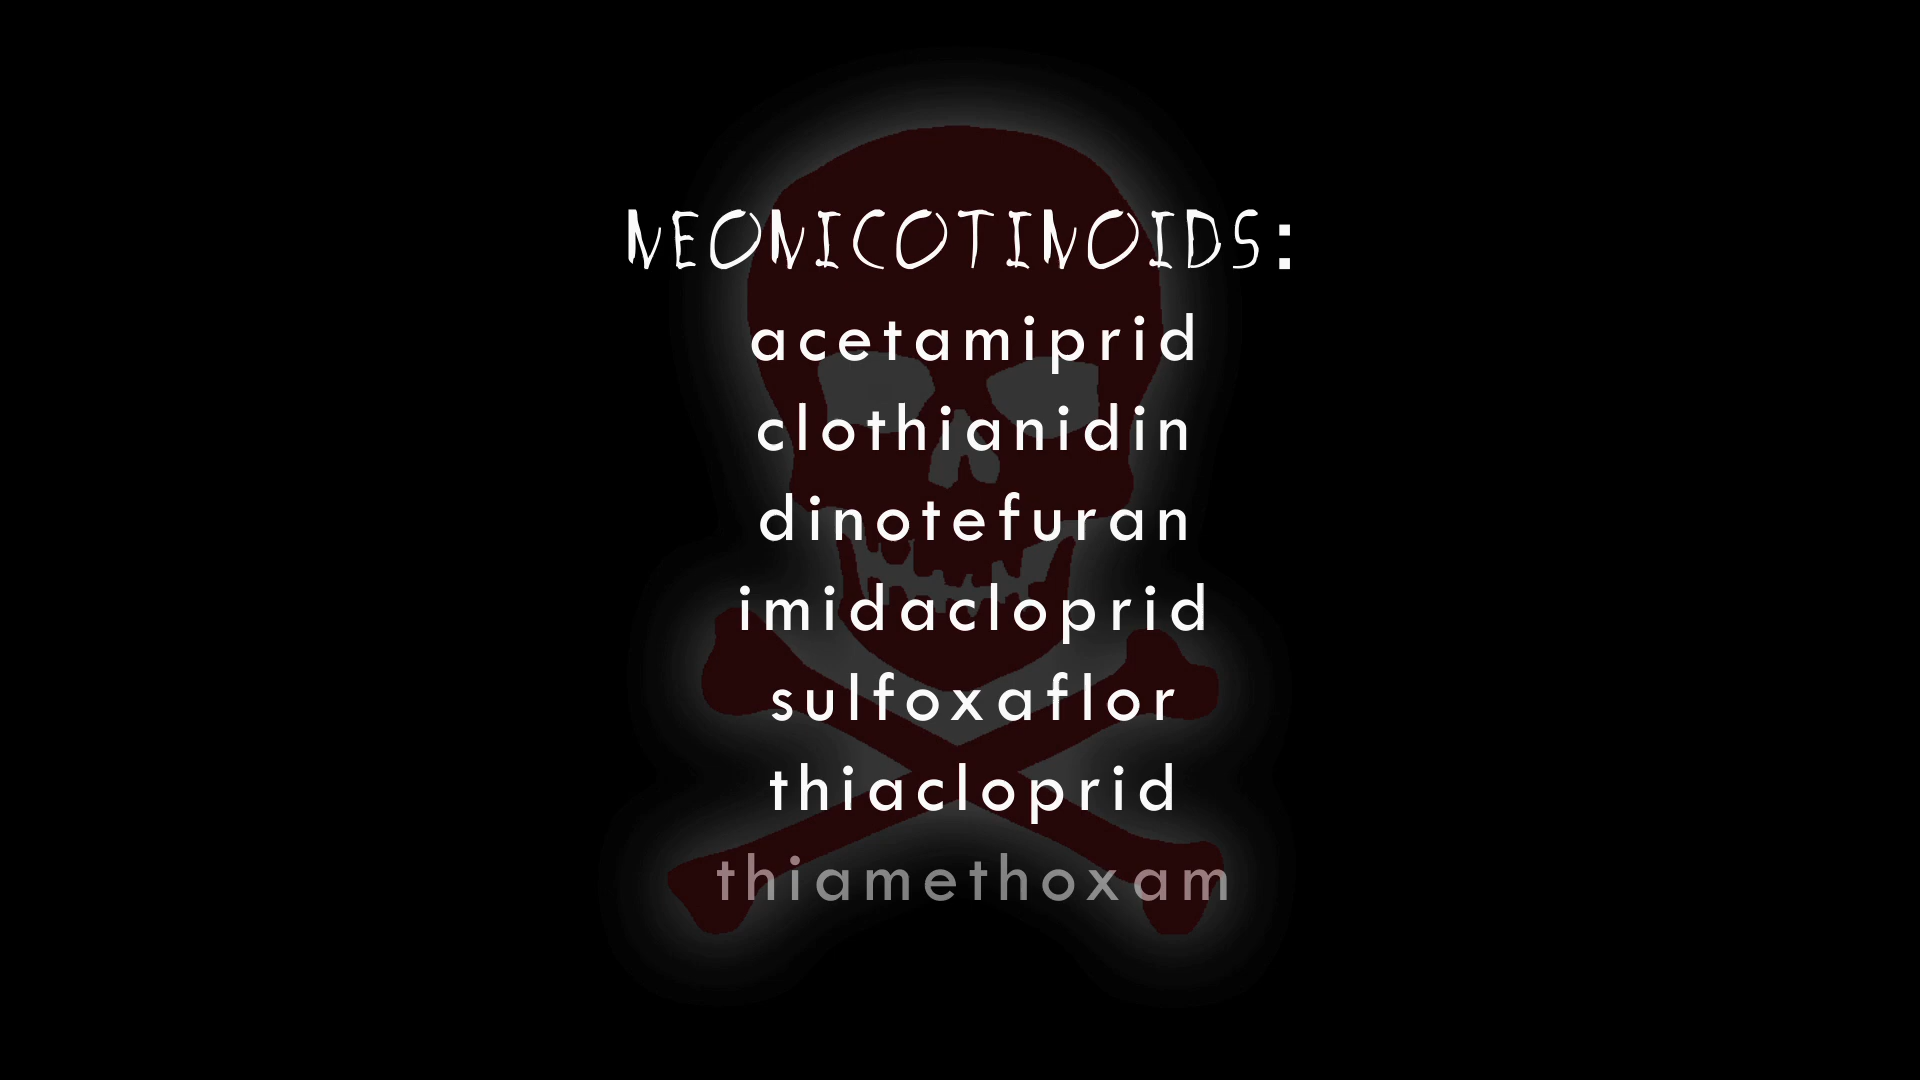 NEONICOTINOIDS:
acetamiprid
clothianidin
dinotefuran
imidacloprid
sulfoxaflor
thiacloprid
thiamethoxam